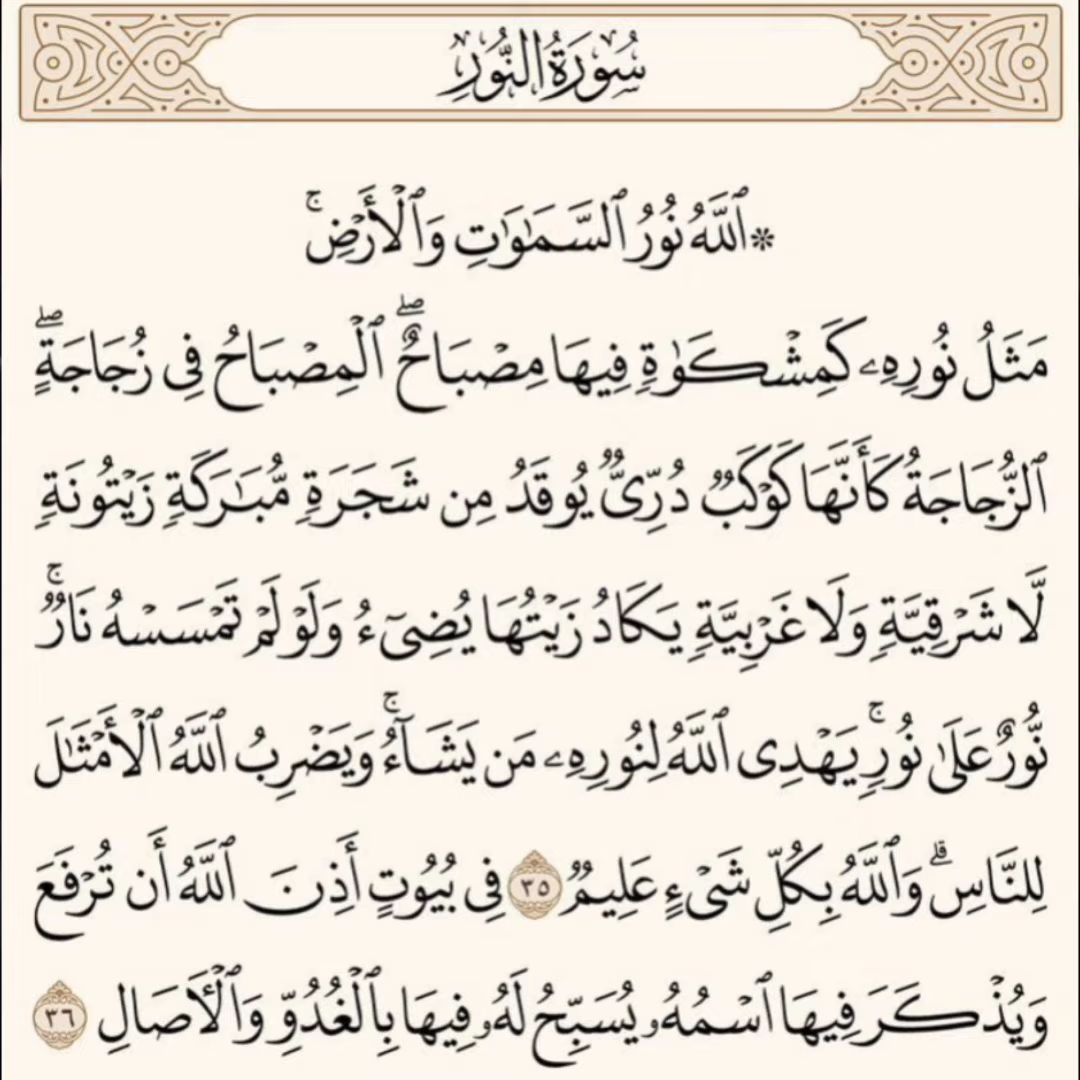 سُورَةُ النُّورِ
۞ٱللَّهُ نُورُ ٱلسَّمَٰوَٰتِ وَٱلۡأَرۡضِۚ
مَثَلُ نُورِهِۦ كَمِشۡكَوٰةٖ فِيهَا مِصۡبَاحٌۖ ٱلۡمِصۡبَاحُ فِي زُجَاجَةٍۖ
ٱلزُّجَاجَةُ كَأَنَّهَا كَوۡكَبٞ دُرِّيّٞ يُوقَدُ مِن شَجَرَةٖ مُّبَٰرَكَةٖ زَيۡتُونَةٖ
لَّا شَرۡقِيَّةٖ وَلَا غَرۡبِيَّةٖ يَكَادُ زَيۡتُهَا يُضِيٓءُ وَلَوۡ لَمۡ تَمۡسَسۡهُ نَارٞۚ
نُّورٌ عَلَىٰ نُورٖۚ يَهۡدِي ٱللَّهُ لِنُورِهِۦ مَن يَشَآءُۚ وَيَضۡرِبُ ٱللَّهُ ٱلۡأَمۡثَٰلَ
لِلنَّاسِۗ وَٱللَّهُ بِكُلِّ شَيۡءٍ عَلِيمٞ ٣٥ فِي بُيُوتٍ أَذِنَ ٱللَّهُ أَن تُرۡفَعَ
وَيُذۡكَرَ فِيهَا ٱسۡمُهُۥ يُسَبِّحُ لَهُۥ فِيهَا بِٱلۡغُدُوِّ وَٱلۡأٓصَالِ ٣٦